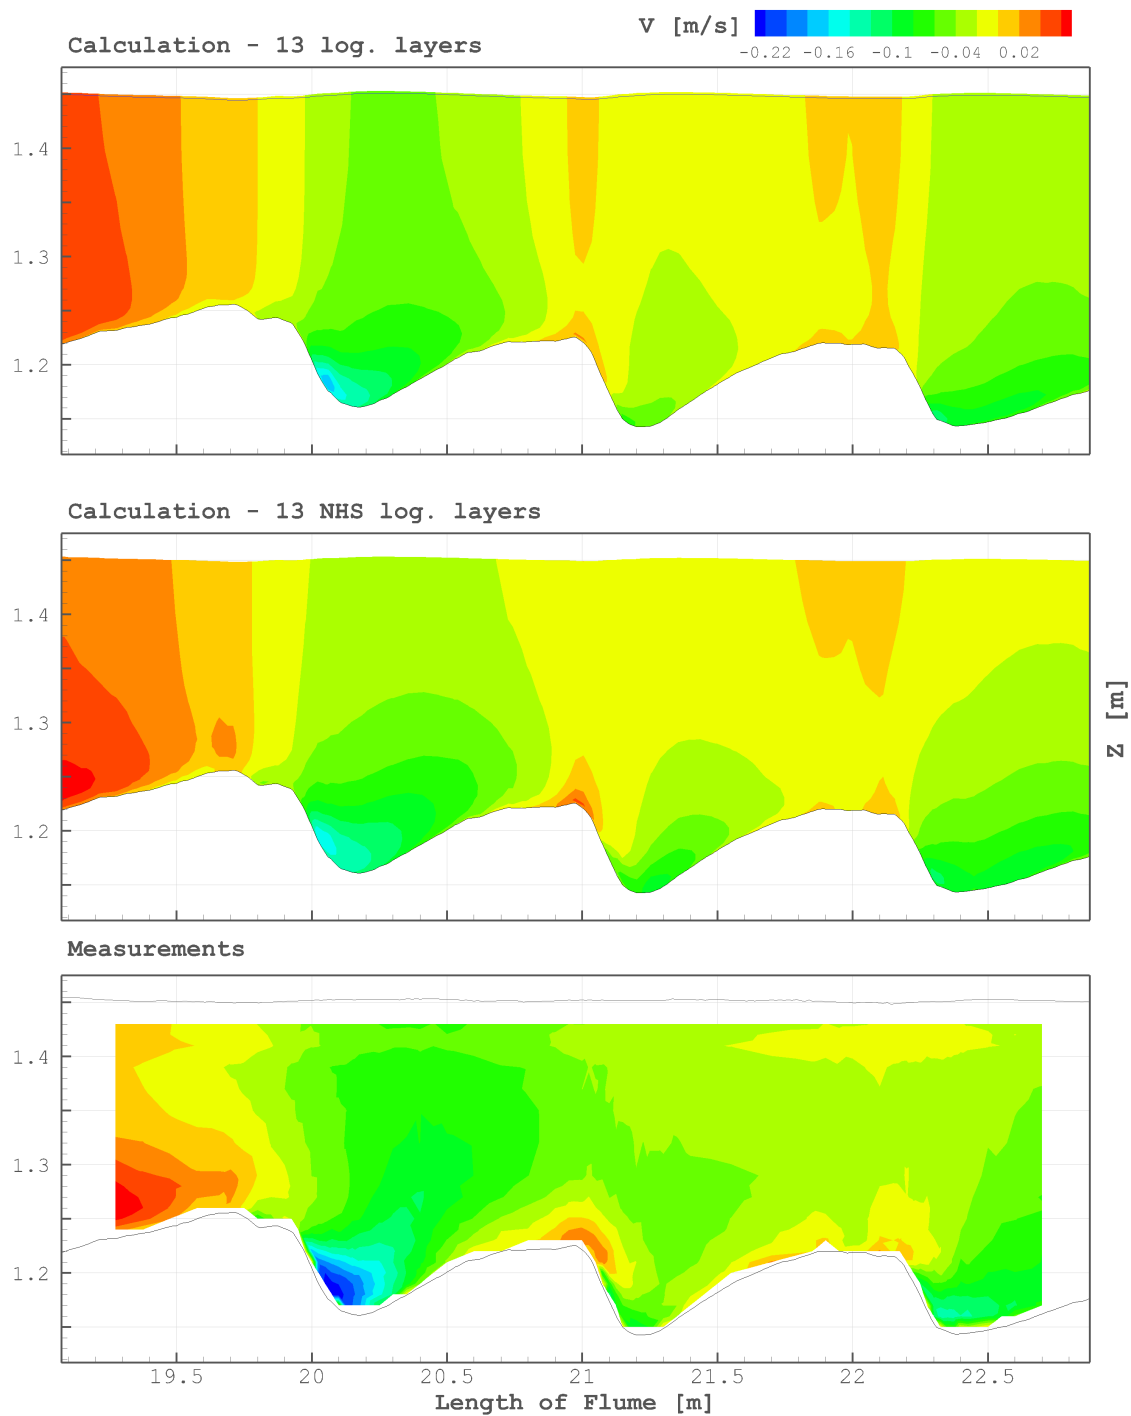 V [m/s]
-0.22 -0.16 -0.1 -0.04 0.02
Calculation - 13 log. layers
1.4
1.3
1.2
Calculation - 13 NHS log. layers
1.4
1.3
1.2
Z [m]
Measurements
1.4
1.3
1.2
19.5 20 20.5 21 21.5 22 22.5
Length of Flume [m]